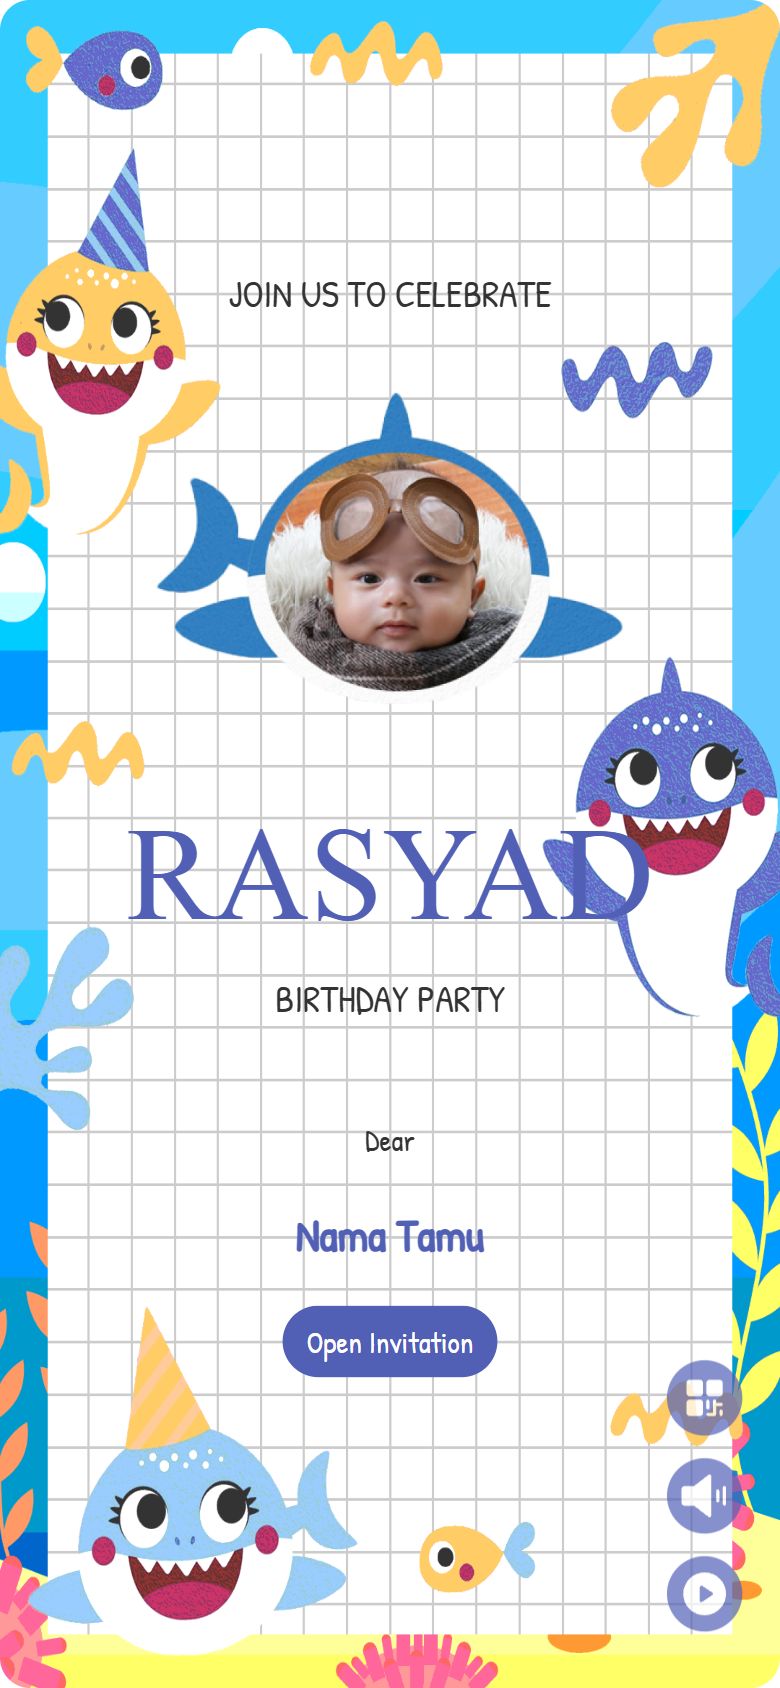 JOIN US TO CELEBRATE
RASYAD
BIRTHDAY PARTY
Dear
Nama Tamu
Open Invitation